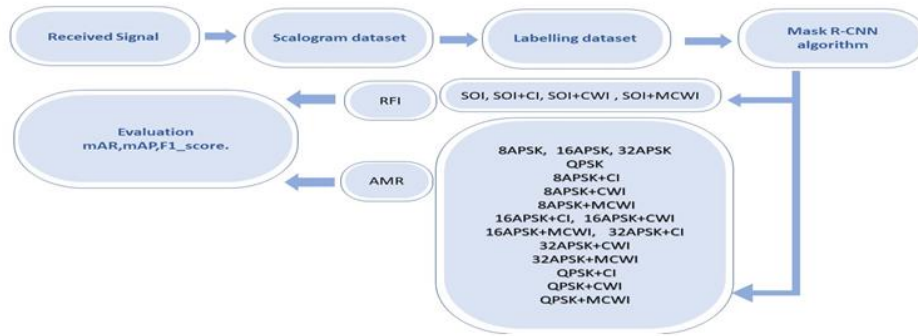 Received Signal
Scalogram dataset
Labelling dataset
Mask R-CNN
algorithm
RFI
SOI, SOI+CI, SOI+CWI , SOI+MCWI
Evaluation
mAR,mAP,F1_score.
AMR
8APSK, 16APSK, 32APSK
QPSK
8APSK+CI
8APSK+CWI
8APSK+MCWI
16APSK+CI, 16APSK+CWI
16APSK+MCWI, 32APSK+CI
32APSK+CWI
32APSK+MCWI
QPSK+CI
QPSK+CWI
QPSK+MCWI